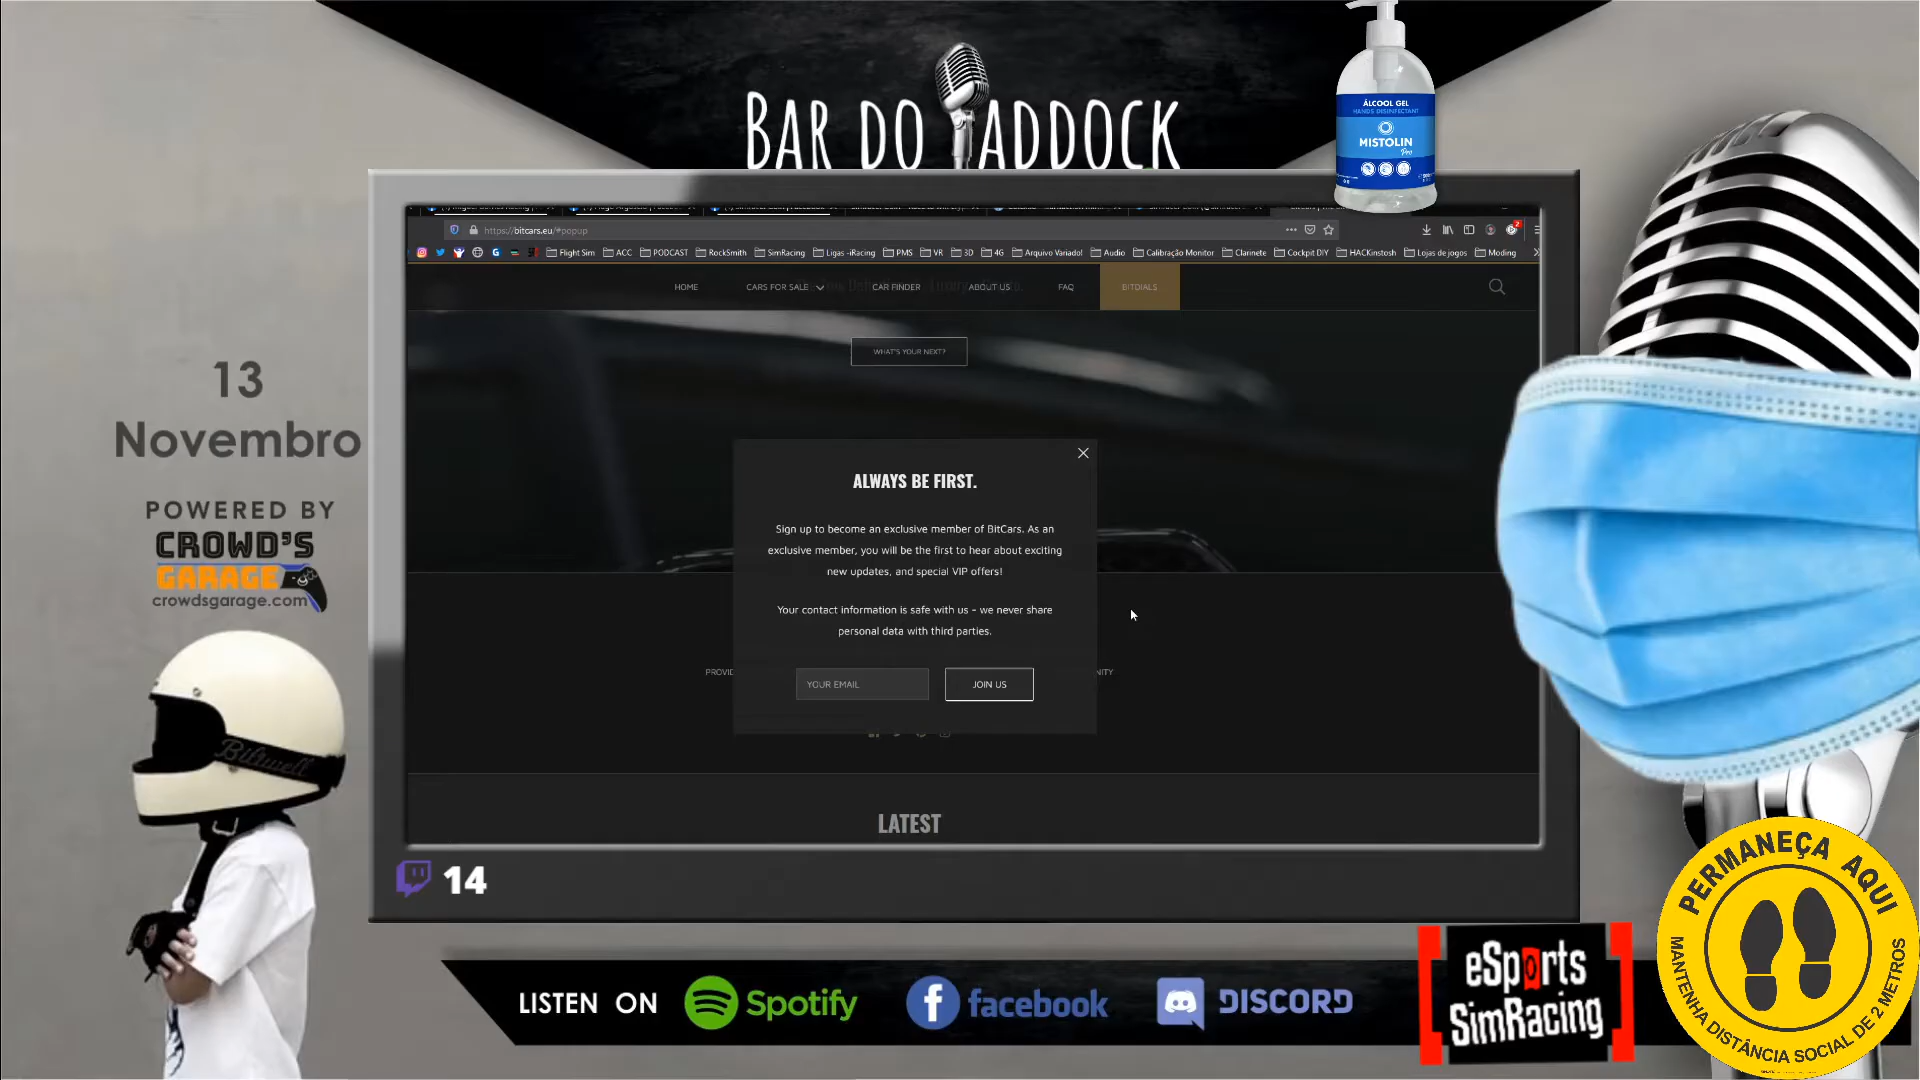 BAR DO
ADDOCK
ÁLCOOL GEL
HANDS DISINFECTANT
MISTOLIN
Pro
https://bitcars.eu/#popup
2
Flight Sim
ACC
PODCAST
RockSmith
SimRacing
Ligas -iRacing
PMS
VR
3D
4G
Arquivo Variado!
Audio
Calibração Monitor
Clarinete
Cockpit DIY
HACKintosh
Lojas de jogos
Moding
HOME
CARS FOR SALE
CAR FINDER
ABOUT US
FAQ
BITDIALS
WHAT'S YOUR NEXT?
13
Novembro
POWERED BY
CROWD'S
GARAGE
crowdsgarage.com
Biltwell
ALWAYS BE FIRST.
Sign up to become an exclusive member of BitCars. As an
exclusive member, you will be the first to hear about exciting
new updates, and special VIP offers!
Your contact information is safe with us - we never share
personal data with third parties.
YOUR EMAIL
JOIN US
LATEST
14
LISTEN ON
Spotify
facebook
DISCORD
eSports
SimRacing
PERMANEÇA AQUI
MANTENHA DISTÂNCIA SOCIAL DE 2 METROS